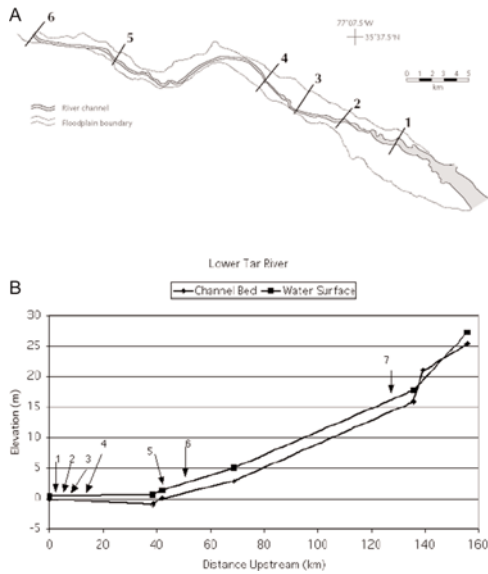 A
6
5
4
3
2
1
77°07.5'W
35°37.5'N
0 1 2 3 4 5
km
River channel
Floodplain boundary
Lower Tar River
B
Channel Bed
Water Surface
30
25
20
15
10
5
0
-5
Elevation (m)
1 2 3 4 5 6 7
0 20 40 60 80 100 120 140 160
Distance Upstream (km)